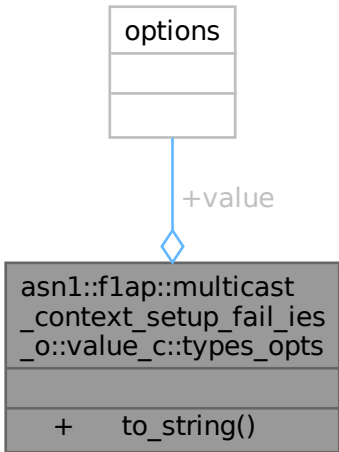 options
+value
asn1::f1ap::multicast
_context_setup_fail_ies
_o::value_c::types_opts
+ to_string()